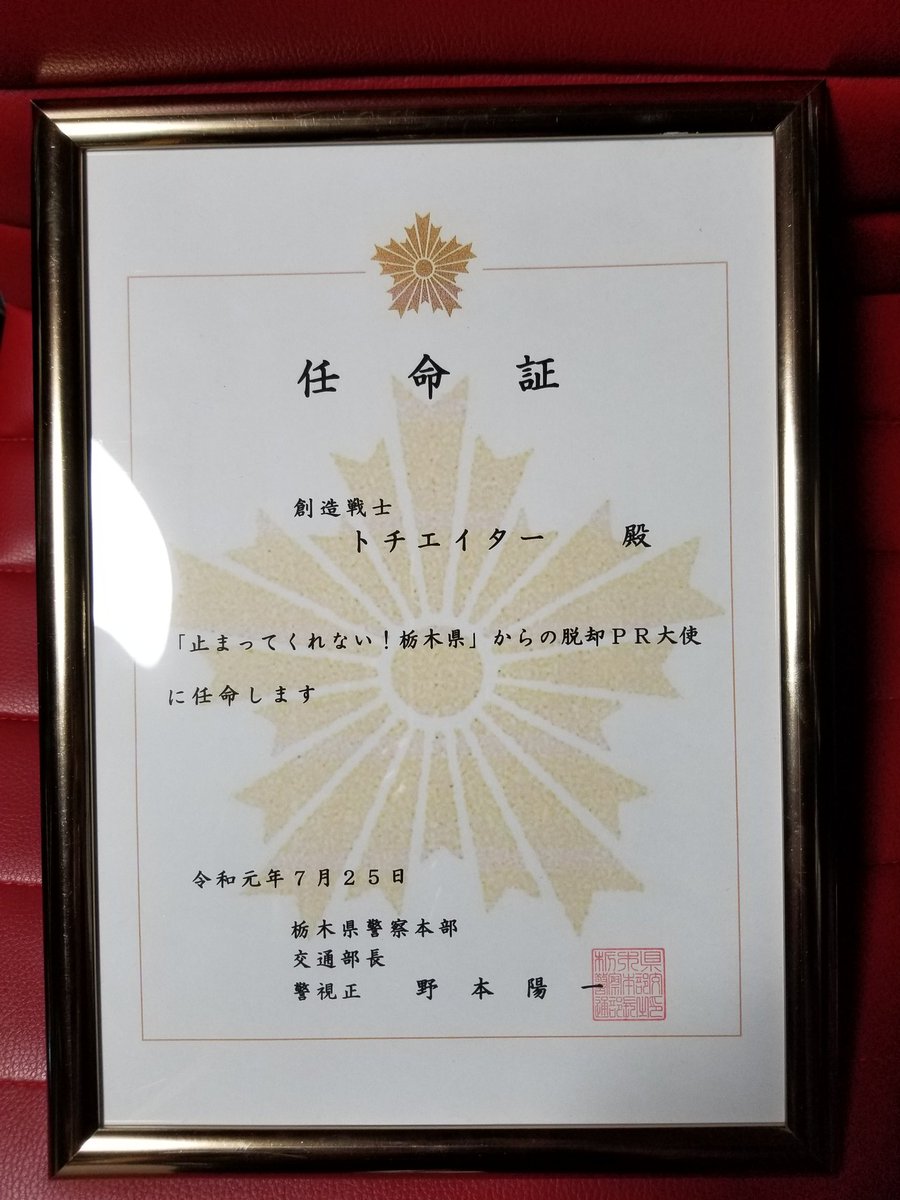 任命証
創造戦士
トチエイター 殿
「止まってくれない！栃木県」からの脱却ＰＲ大使
に任命します
令和元年７月２５日
栃木県警察本部
交通部長
警視正 野本陽一